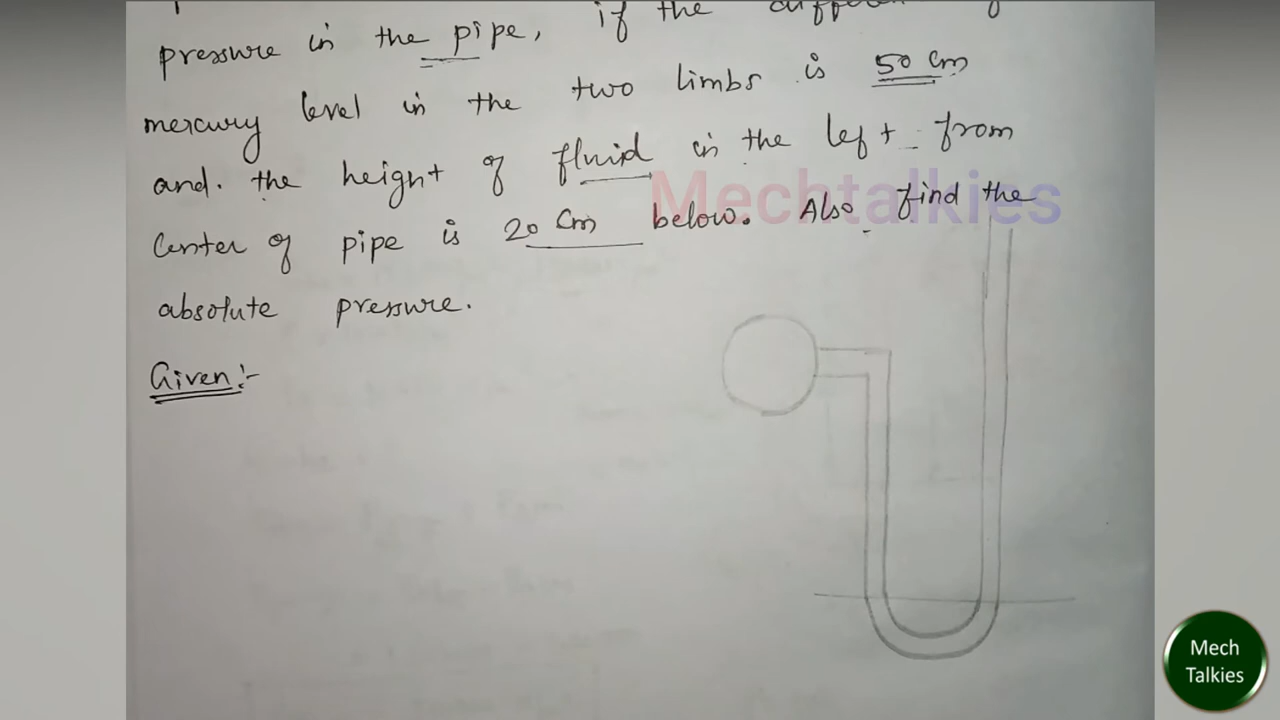 if the
pressure in the pipe,
mercury level in the two limbs is 50 cm
and. the height of fluid in the left from
Center of pipe is 20 Cm below. Also find the
absolute pressure.
Given:-
Mechtalkies
Mech
Talkies